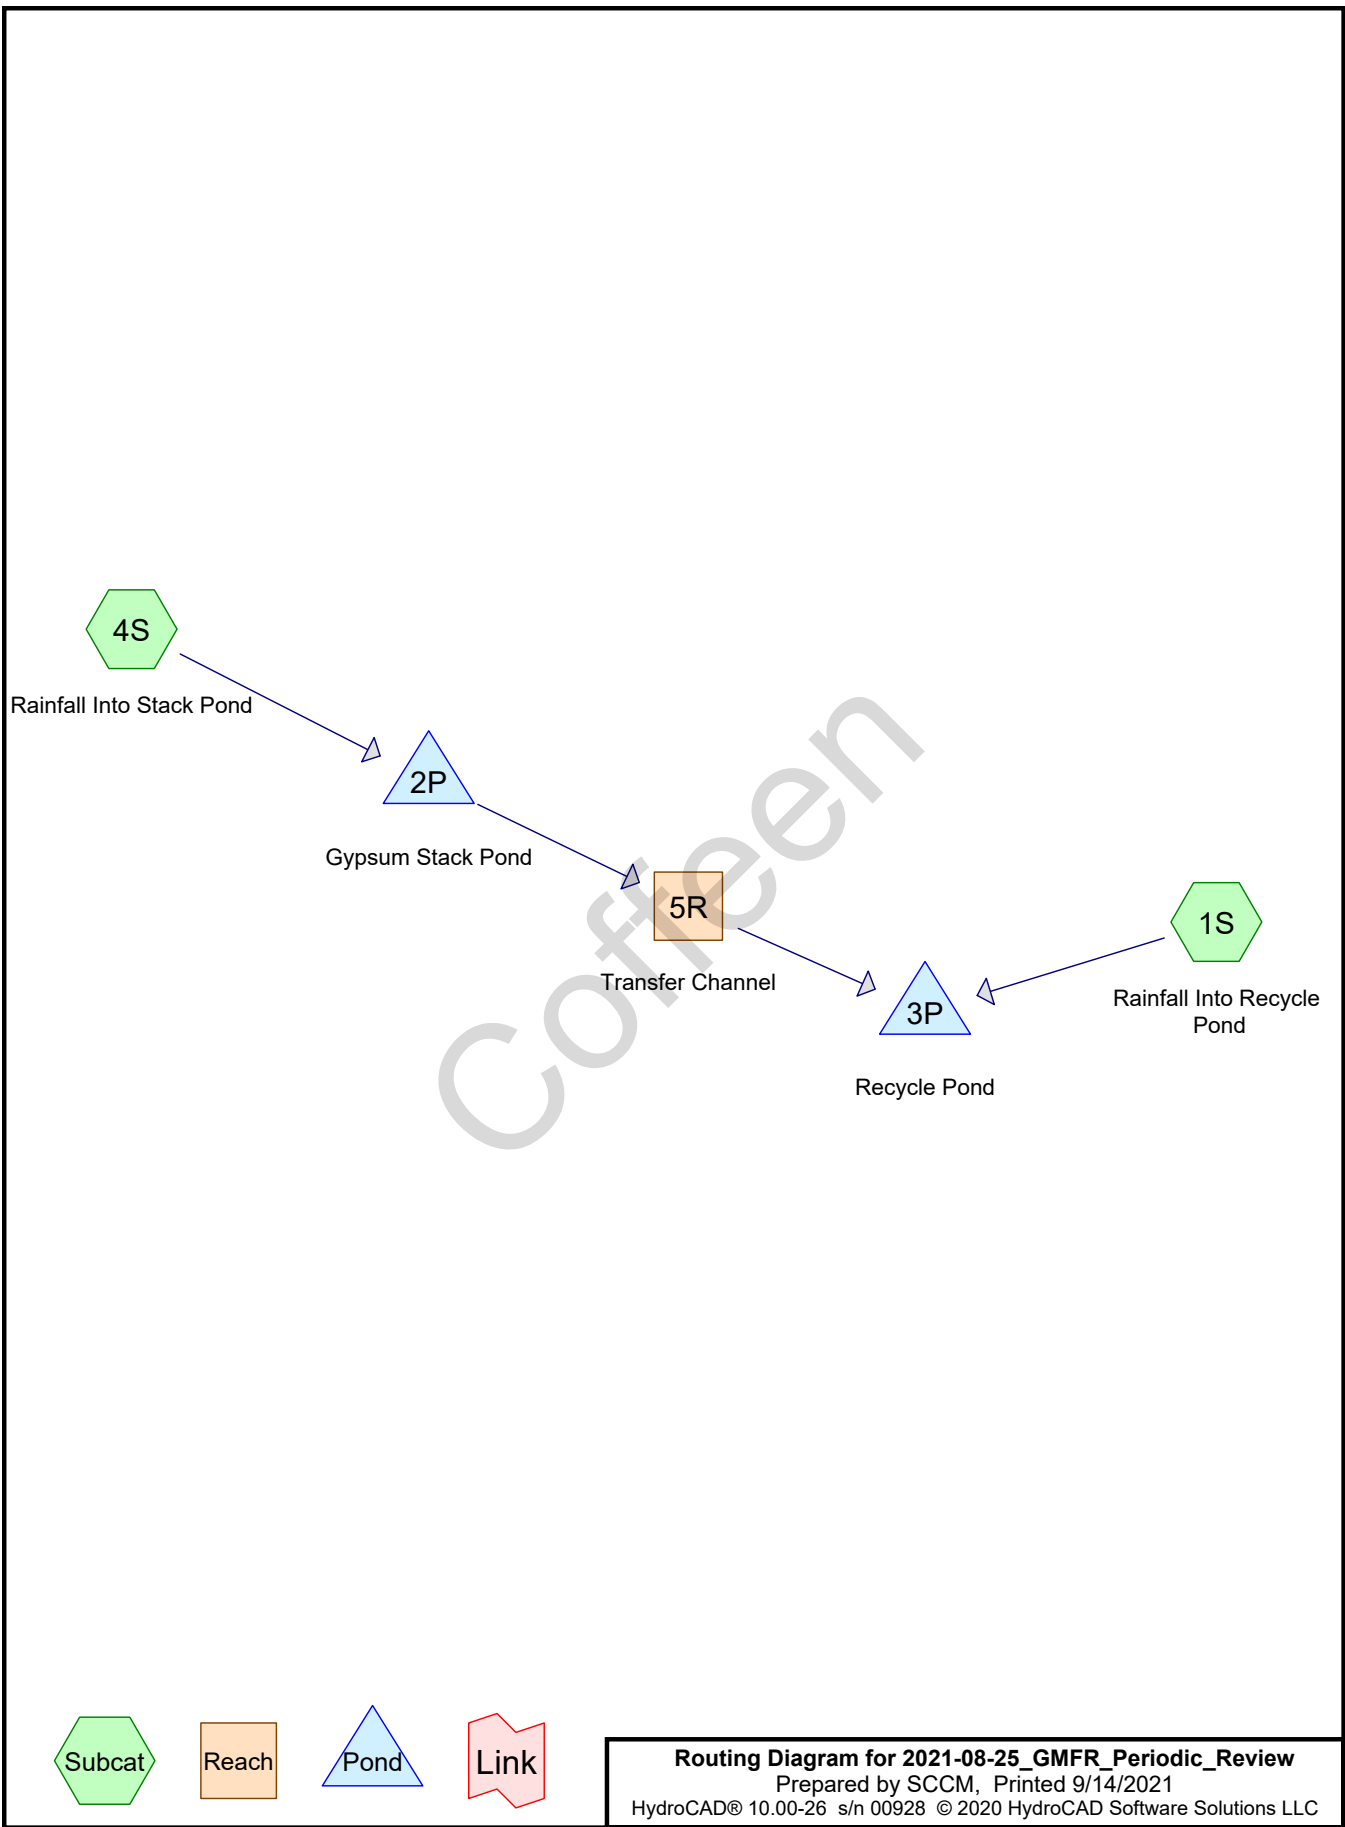 4S
Rainfall Into Stack Pond
2P
Gypsum Stack Pond
5R
Transfer Channel
1S
Rainfall Into Recycle
Pond
3P
Recycle Pond
Coffeen
Subcat
Reach
Pond
Link
Routing Diagram for 2021-08-25_GMFR_Periodic_Review
Prepared by SCCM,  Printed 9/14/2021
HydroCAD® 10.00-26  s/n 00928  © 2020 HydroCAD Software Solutions LLC